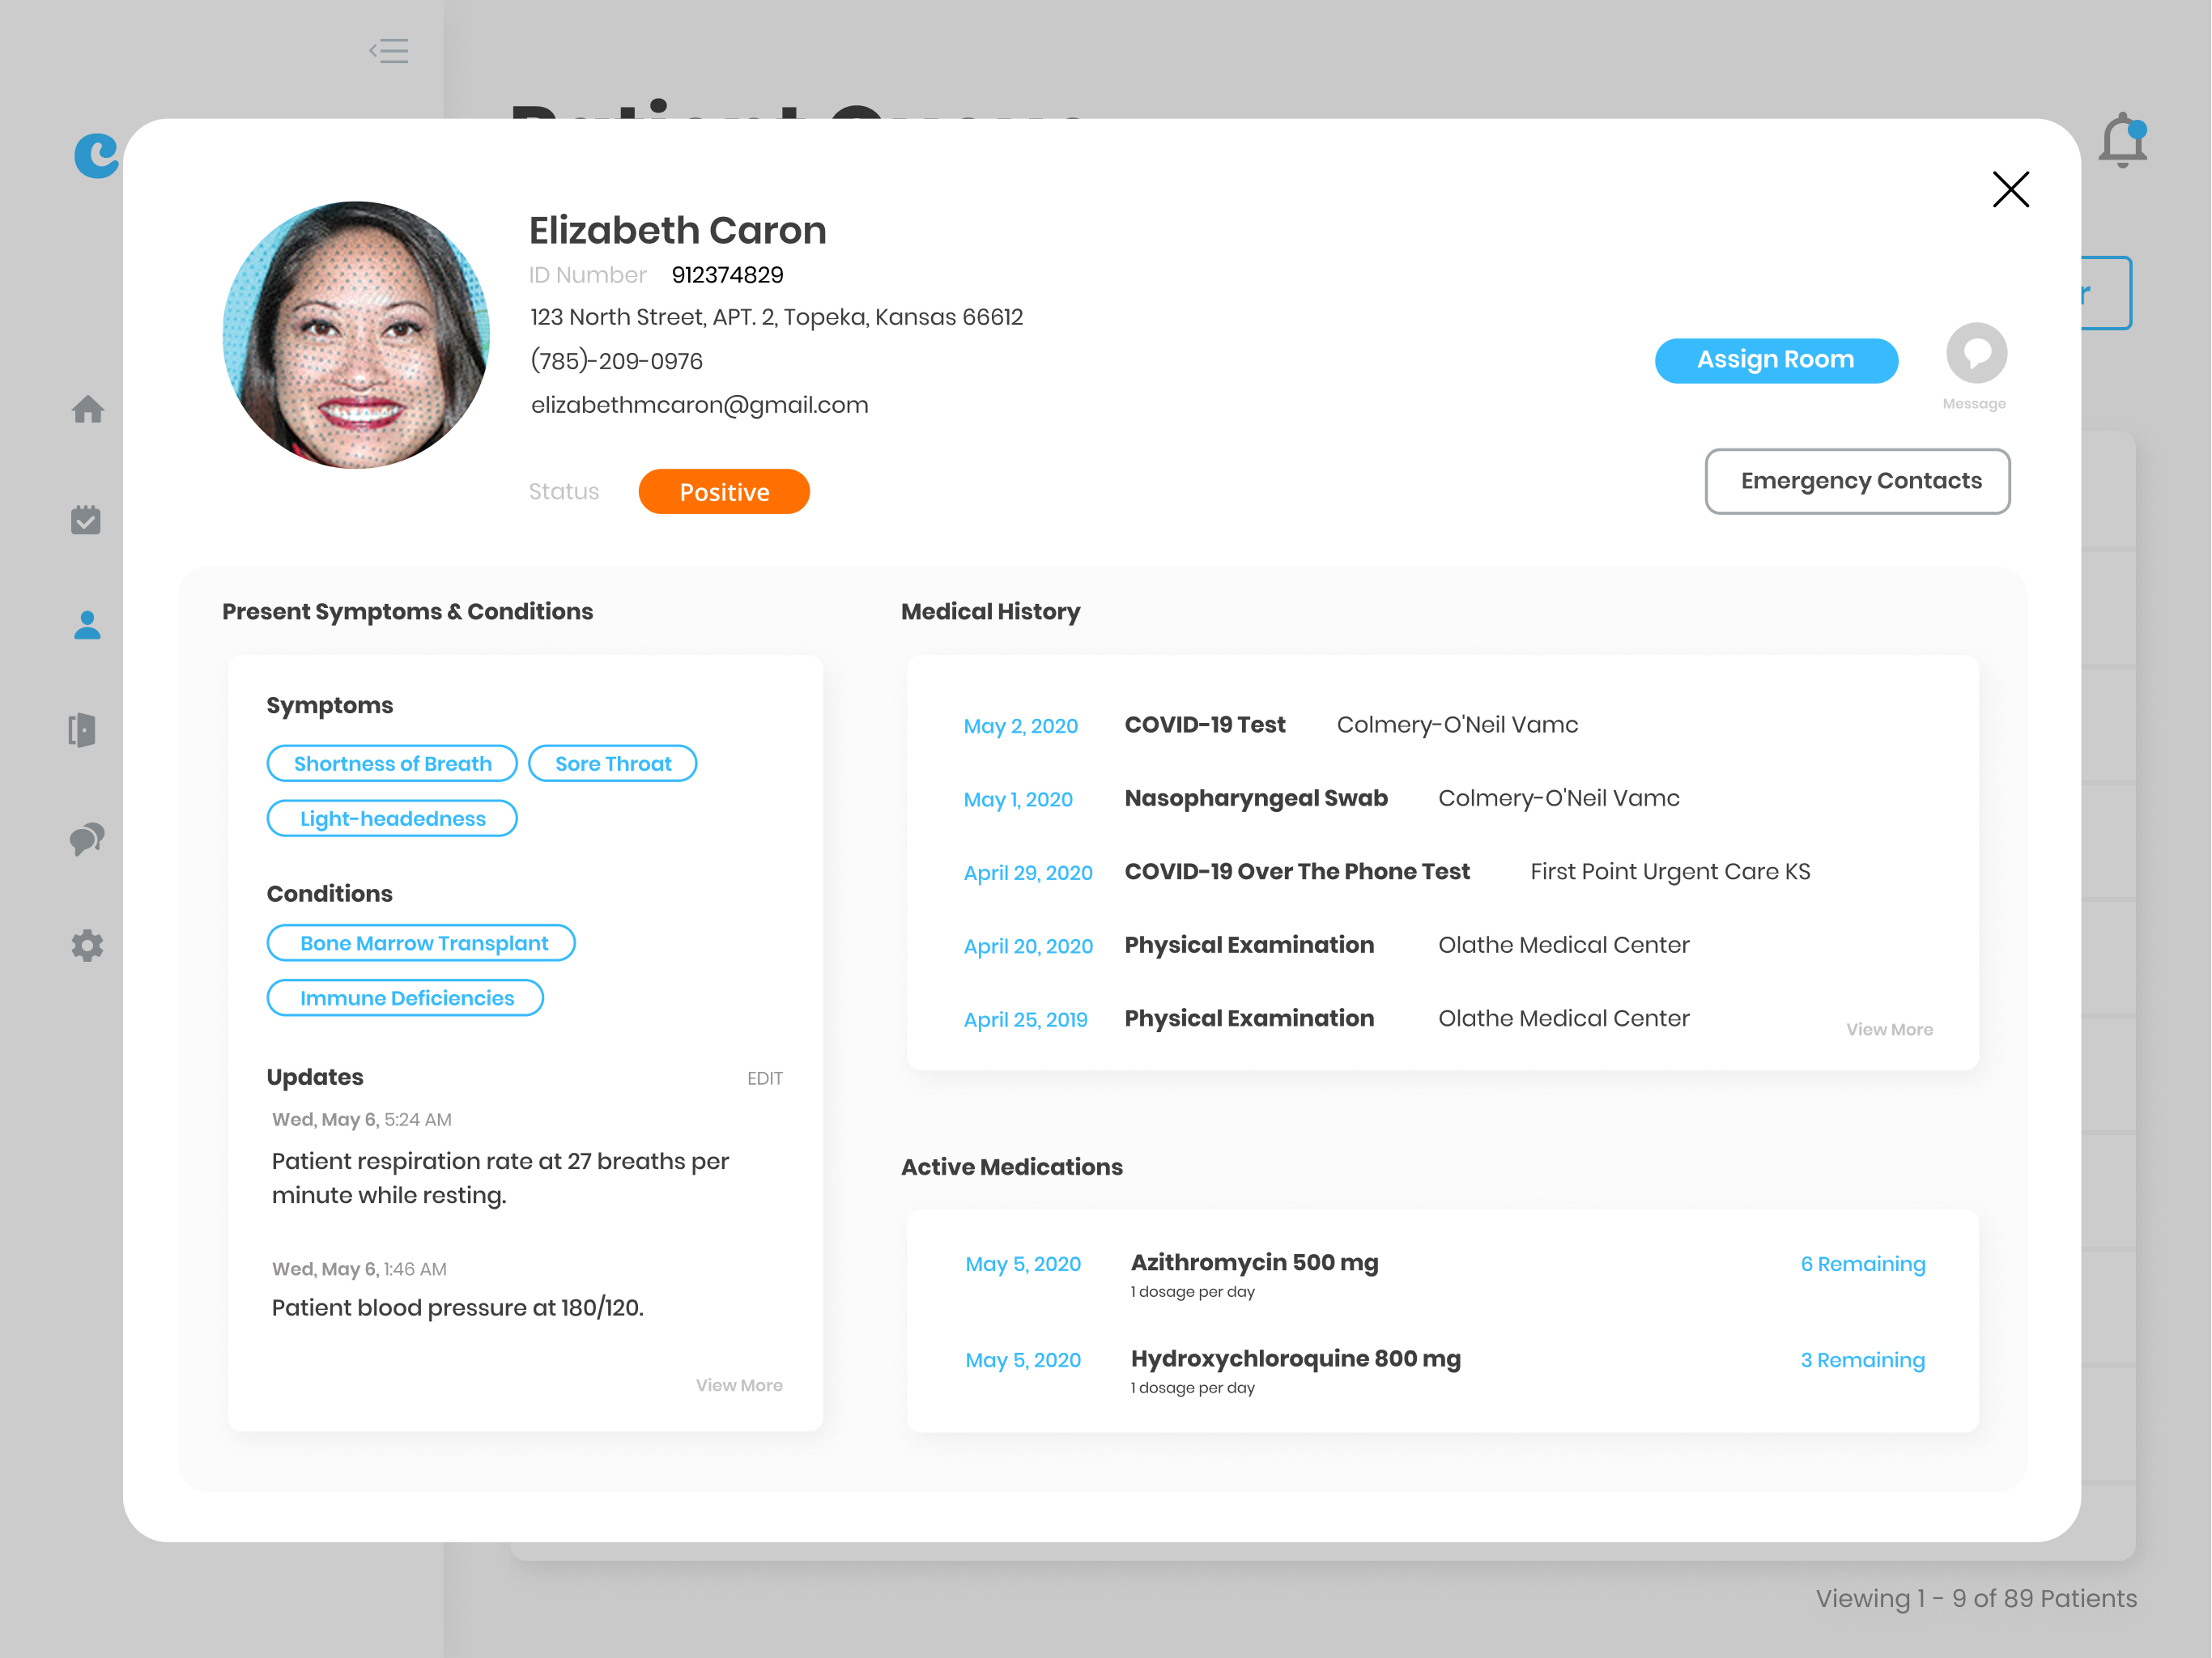 Elizabeth Caron
ID Number 912374829
123 North Street, APT. 2, Topeka, Kansas 66612
(785)-209-0976
elizabethmcaron@gmail.com
Status Positive
Assign Room
Message
Emergency Contacts
Present Symptoms & Conditions
Symptoms
Shortness of Breath Sore Throat
Light-headedness
Conditions
Bone Marrow Transplant
Immune Deficiencies
Updates EDIT
Wed, May 6, 5:24 AM
Patient respiration rate at 27 breaths per
minute while resting.
Wed, May 6, 1:46 AM
Patient blood pressure at 180/120.
View More
Medical History
May 2, 2020 COVID-19 Test Colmery-O'Neil Vamc
May 1, 2020 Nasopharyngeal Swab Colmery-O'Neil Vamc
April 29, 2020 COVID-19 Over The Phone Test First Point Urgent Care KS
April 20, 2020 Physical Examination Olathe Medical Center
April 25, 2019 Physical Examination Olathe Medical Center
View More
Active Medications
May 5, 2020 Azithromycin 500 mg 6 Remaining
1 dosage per day
May 5, 2020 Hydroxychloroquine 800 mg 3 Remaining
1 dosage per day
Viewing 1 - 9 of 89 Patients